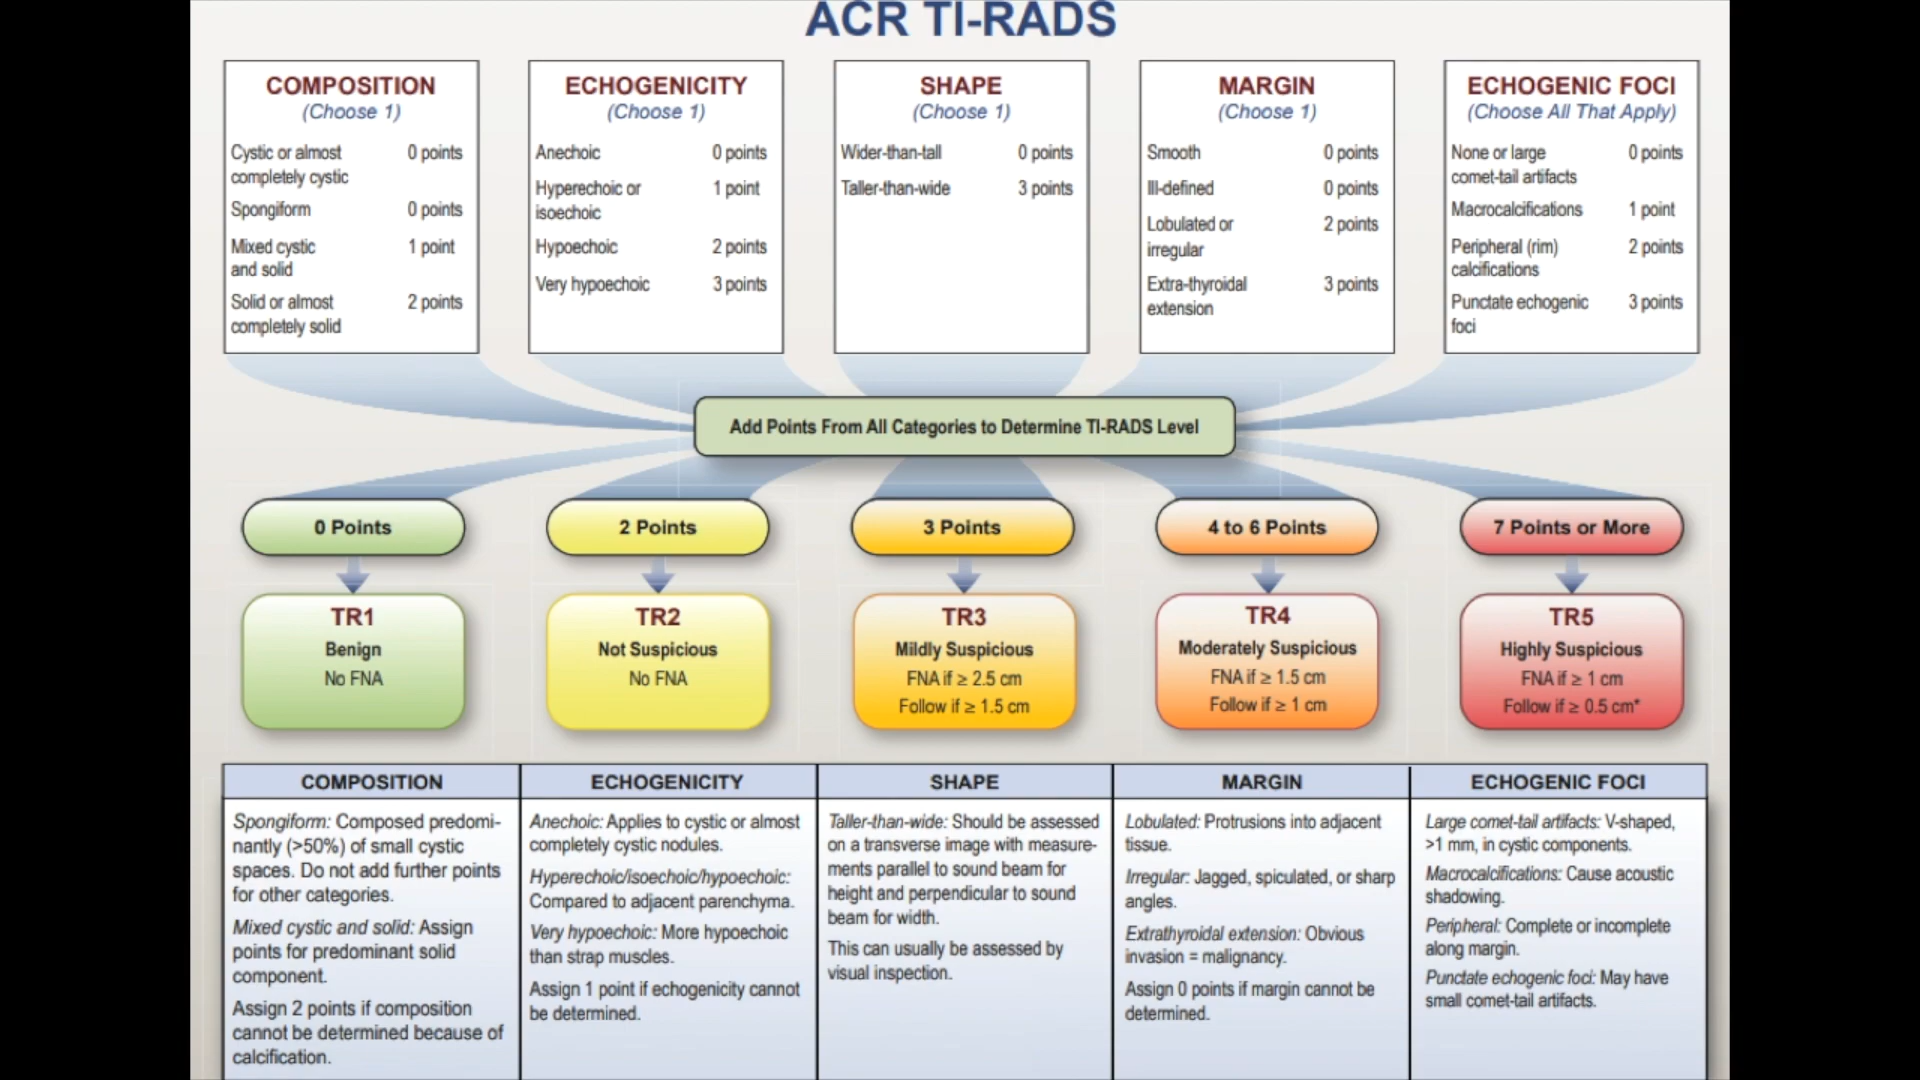 ACR TI-RADS
COMPOSITION
(Choose 1)
Cystic or almost 0 points
completely cystic
Spongiform 0 points
Mixed cystic 1 point
and solid
Solid or almost 2 points
completely solid
ECHOGENICITY
(Choose 1)
Anechoic 0 points
Hyperechoic or 1 point
isoechoic
Hypoechoic 2 points
Very hypoechoic 3 points
SHAPE
(Choose 1)
Wider-than-tall 0 points
Taller-than-wide 3 points
MARGIN
(Choose 1)
Smooth 0 points
Ill-defined 0 points
Lobulated or 2 points
irregular
Extra-thyroidal 3 points
extension
ECHOGENIC FOCI
(Choose All That Apply)
None or large 0 points
comet-tail artifacts
Macrocalcifications 1 point
Peripheral (rim) 2 points
calcifications
Punctate echogenic 3 points
foci
Add Points From All Categories to Determine TI-RADS Level
0 Points
2 Points
3 Points
4 to 6 Points
7 Points or More
TR1
Benign
No FNA
TR2
Not Suspicious
No FNA
TR3
Mildly Suspicious
FNA if ≥ 2.5 cm
Follow if ≥ 1.5 cm
TR4
Moderately Suspicious
FNA if ≥ 1.5 cm
Follow if ≥ 1 cm
TR5
Highly Suspicious
FNA if ≥ 1 cm
Follow if ≥ 0.5 cm*
COMPOSITION
Spongiform: Composed predomi-
nantly (>50%) of small cystic
spaces. Do not add further points
for other categories.
Mixed cystic and solid: Assign
points for predominant solid
component.
Assign 2 points if composition
cannot be determined because of
calcification.
ECHOGENICITY
Anechoic: Applies to cystic or almost
completely cystic nodules.
Hyperechoic/isoechoic/hypoechoic:
Compared to adjacent parenchyma.
Very hypoechoic: More hypoechoic
than strap muscles.
Assign 1 point if echogenicity cannot
be determined.
SHAPE
Taller-than-wide: Should be assessed
on a transverse image with measure-
ments parallel to sound beam for
height and perpendicular to sound
beam for width.
This can usually be assessed by
visual inspection.
MARGIN
Lobulated: Protrusions into adjacent
tissue.
Irregular: Jagged, spiculated, or sharp
angles.
Extrathyroidal extension: Obvious
invasion = malignancy.
Assign 0 points if margin cannot be
determined.
ECHOGENIC FOCI
Large comet-tail artifacts: V-shaped,
>1 mm, in cystic components.
Macrocalcifications: Cause acoustic
shadowing.
Peripheral: Complete or incomplete
along margin.
Punctate echogenic foci: May have
small comet-tail artifacts.